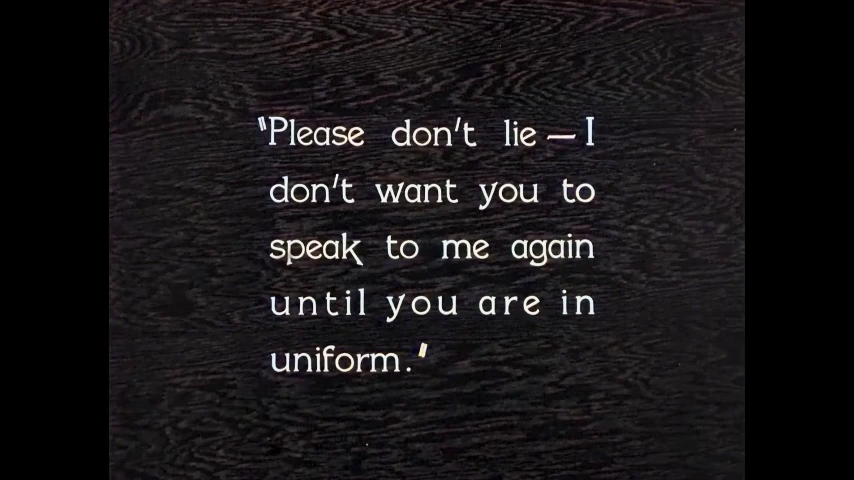 "Please don't lie — I
don't want you to
speak to me again
until you are in
uniform."